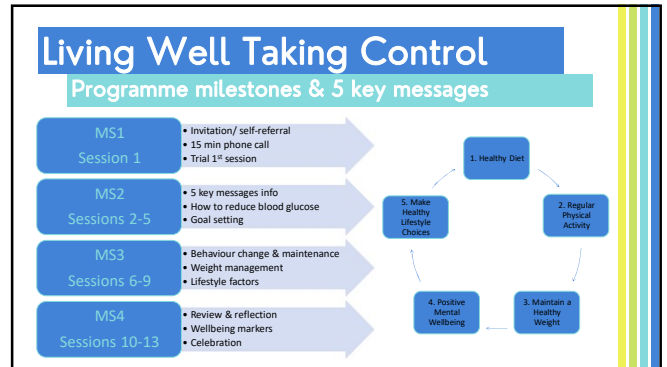 Living Well Taking Control
Programme milestones & 5 key messages
MS1
Session 1
• Invitation/ self-referral
• 15 min phone call
• Trial 1st session
MS2
Sessions 2-5
• 5 key messages info
• How to reduce blood glucose
• Goal setting
MS3
Sessions 6-9
• Behaviour change & maintenance
• Weight management
• Lifestyle factors
MS4
Sessions 10-13
• Review & reflection
• Wellbeing markers
• Celebration
1. Healthy Diet
2. Regular
Physical
Activity
3. Maintain a
Healthy
Weight
4. Positive
Mental
Wellbeing
5. Make
Healthy
Lifestyle
Choices